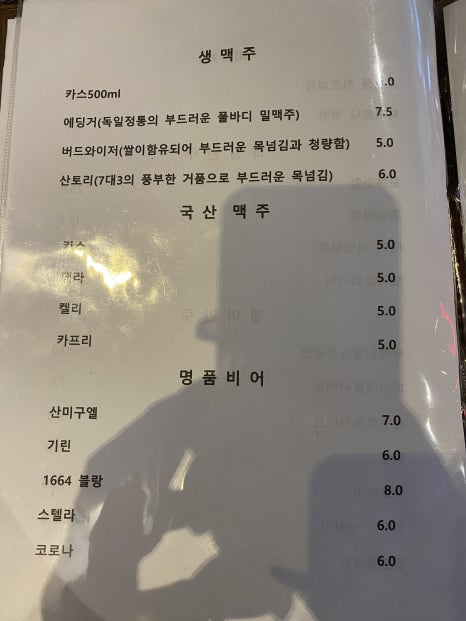 생 맥 주
카스500ml
에딩거(독일정통의 부드러운 풀바디 밀맥주) 7.5
버드와이저(쌀이함유되어 부드러운 목넘김과 청량함) 5.0
산토리(7대3의 풍부한 거품으로 부드러운 목넘김) 6.0
국 산 맥 주
카스 5.0
5.0
켈리 5.0
카프리 5.0
명 품 비 어
산미구엘 7.0
기린 6.0
1664 블랑 8.0
스텔라 6.0
코로나 6.0